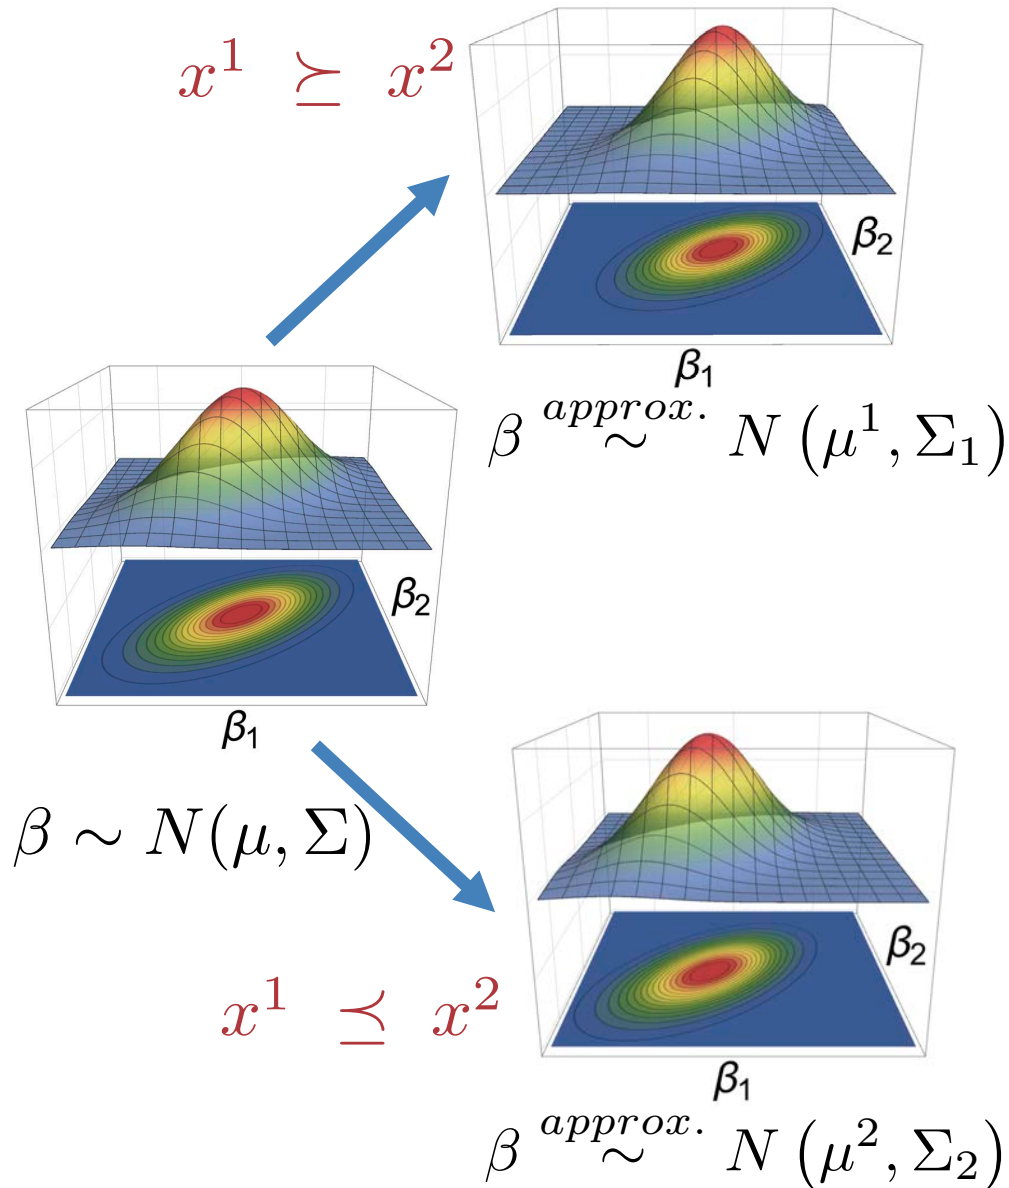 x¹ ⪰ x²
β₂
β₁
β approx. ∼ N (μ¹, Σ₁)
β₂
β₁
β ∼ N(μ, Σ)
x¹ ⪯ x²
β₂
β₁
β approx. ∼ N (μ², Σ₂)